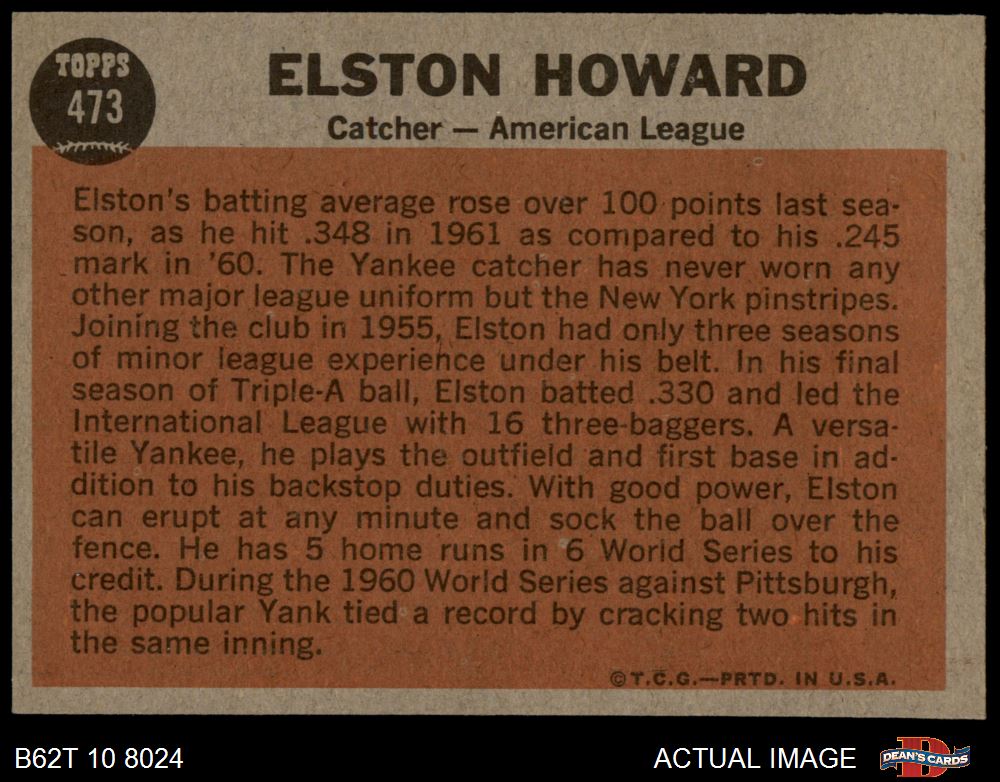 TOPPS
473
ELSTON HOWARD
Catcher — American League
Elston's batting average rose over 100 points last sea-
son, as he hit .348 in 1961 as compared to his .245
mark in '60. The Yankee catcher has never worn any
other major league uniform but the New York pinstripes.
Joining the club in 1955, Elston had only three seasons
of minor league experience under his belt. In his final
season of Triple-A ball, Elston batted .330 and led the
International League with 16 three-baggers. A versa-
tile Yankee, he plays the outfield and first base in ad-
dition to his backstop duties. With good power, Elston
can erupt at any minute and sock the ball over the
fence. He has 5 home runs in 6 World Series to his
credit. During the 1960 World Series against Pittsburgh,
the popular Yank tied a record by cracking two hits in
the same inning.
©T.C.G.—PRTD. IN U.S.A.
B62T 10 8024
ACTUAL IMAGE
DEAN'S CARDS